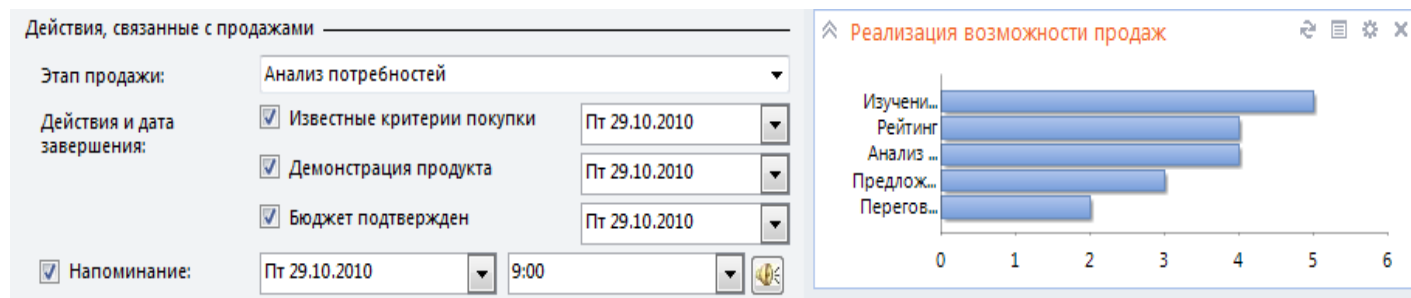 Действия, связанные с продажами
Этап продажи:
Анализ потребностей
Действия и дата
завершения:
Известные критерии покупки
Пт 29.10.2010
Демонстрация продукта
Пт 29.10.2010
Бюджет подтвержден
Пт 29.10.2010
Напоминание:
Пт 29.10.2010
9:00
Реализация возможности продаж
Изучени...
Рейтинг
Анализ ...
Предлож...
Перегов...
0 1 2 3 4 5 6